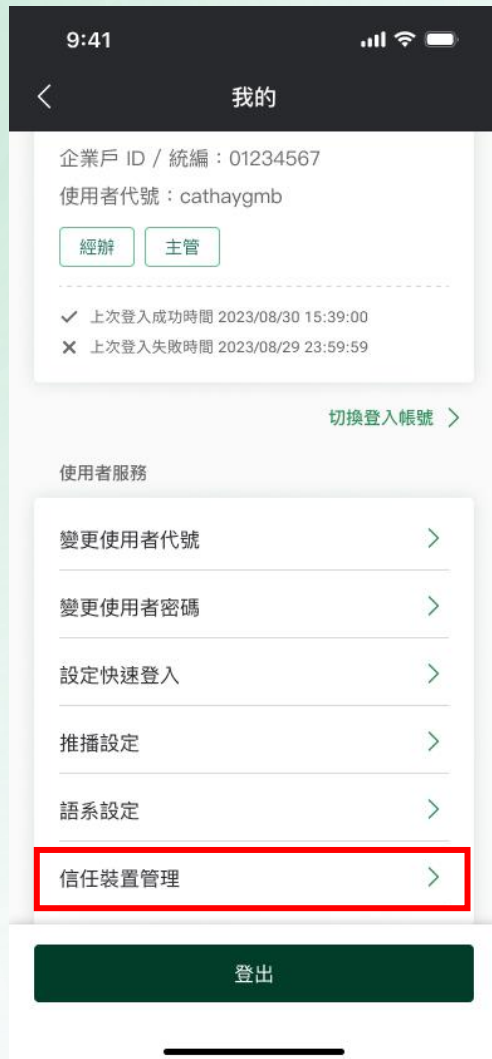 9:41
我的
企業戶 ID / 統編：01234567
使用者代號：cathaygmb
經辦 主管
上次登入成功時間 2023/08/30 15:39:00
上次登入失敗時間 2023/08/29 23:59:59
切換登入帳號
使用者服務
變更使用者代號
變更使用者密碼
設定快速登入
推播設定
語系設定
信任裝置管理
登出